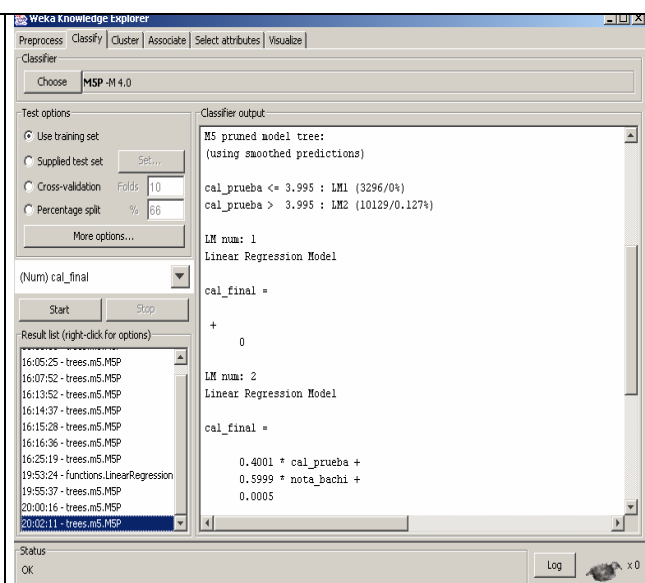 Weka Knowledge Explorer
Preprocess Classify Cluster Associate Select attributes Visualize
Classifier
Choose M5P -M 4.0
Test options
Use training set
Supplied test set Set...
Cross-validation Folds 10
Percentage split % 66
More options...
(Num) cal_final
Start Stop
Result list (right-click for options)
16:05:25 - trees.m5.M5P
16:07:52 - trees.m5.M5P
16:13:52 - trees.m5.M5P
16:14:37 - trees.m5.M5P
16:15:28 - trees.m5.M5P
16:16:36 - trees.m5.M5P
16:25:19 - trees.m5.M5P
19:53:24 - functions.LinearRegression
19:55:37 - trees.m5.M5P
20:00:16 - trees.m5.M5P
20:02:11 - trees.m5.M5P
Classifier output
M5 pruned model tree:
(using smoothed predictions)
cal_prueba <= 3.995 : LM1 (3296/0%)
cal_prueba > 3.995 : LM2 (10129/0.127%)
LM num: 1
Linear Regression Model
cal_final =
+
0
LM num: 2
Linear Regression Model
cal_final =
0.4001 * cal_prueba +
0.5999 * nota_bachi +
0.0005
Status
OK
Log x 0